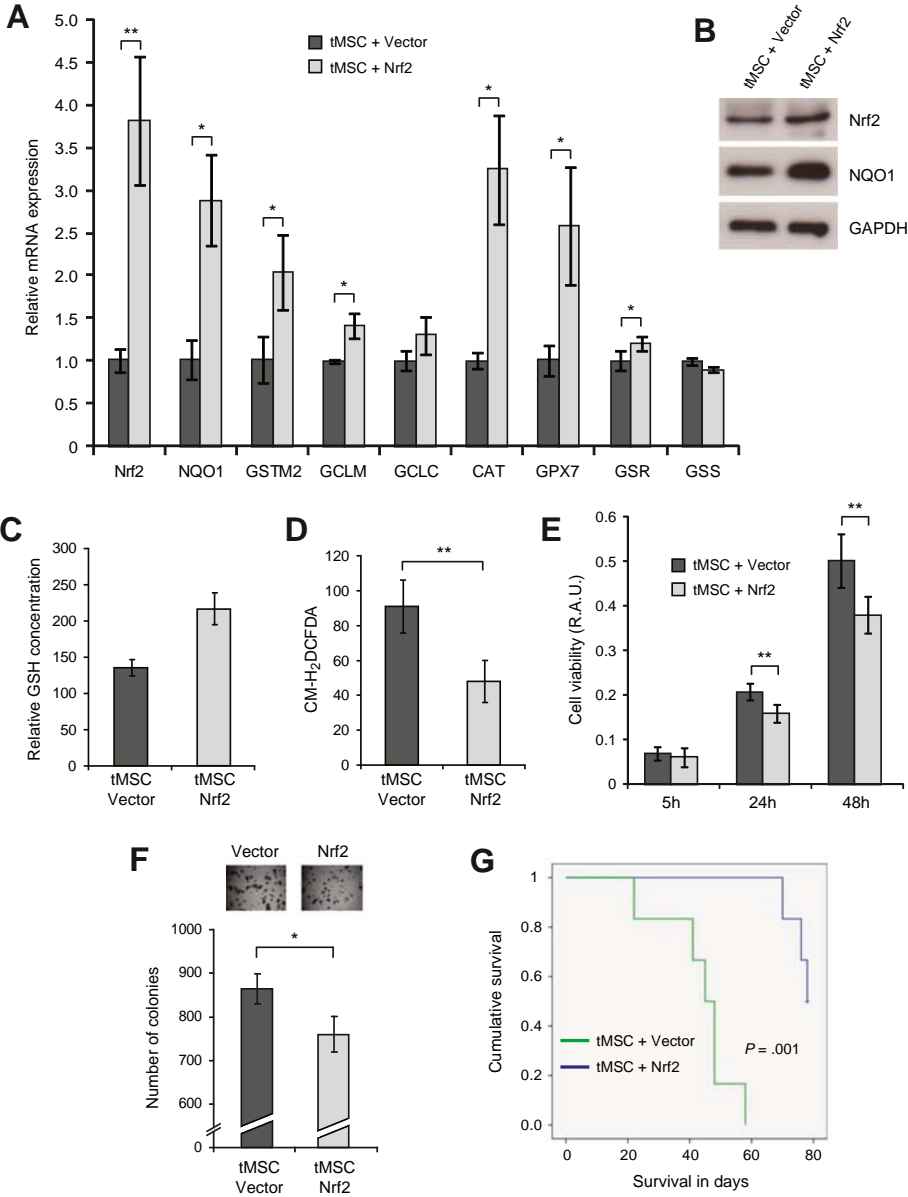 A
5.0
4.5
4.0
3.5
3.0
2.5
2.0
1.5
1.0
0.5
0
Relative mRNA expression
tMSC + Vector
tMSC + Nrf2
**
*
*
*
*
*
*
Nrf2 NQO1 GSTM2 GCLM GCLC CAT GPX7 GSR GSS
B
tMSC + Vector
tMSC + Nrf2
Nrf2
NQO1
GAPDH
C
300
250
200
150
100
50
0
Relative GSH concentration
tMSC tMSC
Vector Nrf2
D
120
100
80
60
40
20
0
CM-H2DCFDA
**
tMSC tMSC
Vector Nrf2
E
0.6
0.5
0.4
0.3
0.2
0.1
0
Cell viability (R.A.U.)
tMSC + Vector
tMSC + Nrf2
**
**
5h 24h 48h
F
Vector Nrf2
1000
900
800
700
600
0
Number of colonies
*
tMSC tMSC
Vector Nrf2
G
1
0.8
0.6
0.4
0.2
0.0
Cumulative survival
tMSC + Vector
tMSC + Nrf2
P = .001
0 20 40 60 80
Survival in days